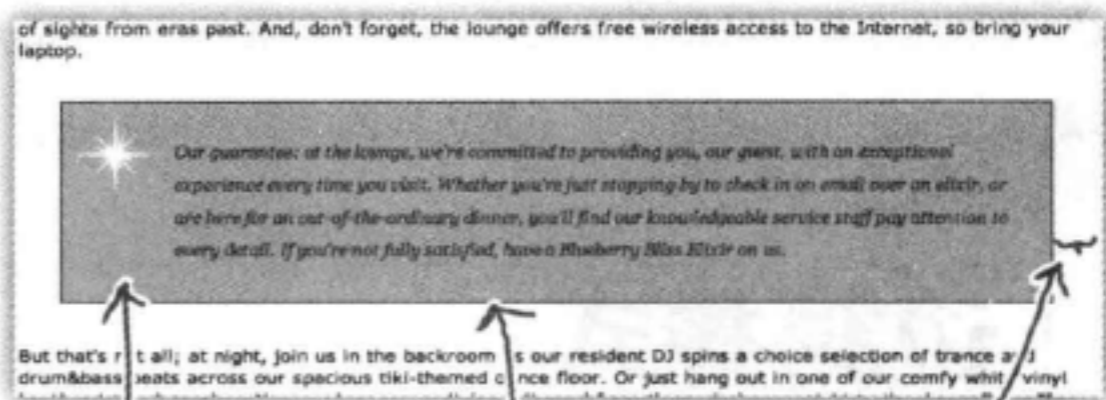 of sights from eras past. And, don't forget, the lounge offers free wireless access to the Internet, so bring your
laptop.
Our guarantee: at the lounge, we're committed to providing you, our guest, with an exceptional
experience every time you visit. Whether you're just stopping by to check in on email over an elixir, or
are here for an out-of-the-ordinary dinner, you'll find our knowledgeable service staff pay attention to
every detail. If you're not fully satisfied, have a Blueberry Bliss Elixir on us.
But that's n t all; at night, join us in the backroom s our resident DJ spins a choice selection of trance a d
drum&bass eats across our spacious tiki-themed nce floor. Or just hang out in one of our comfy whit vinyl